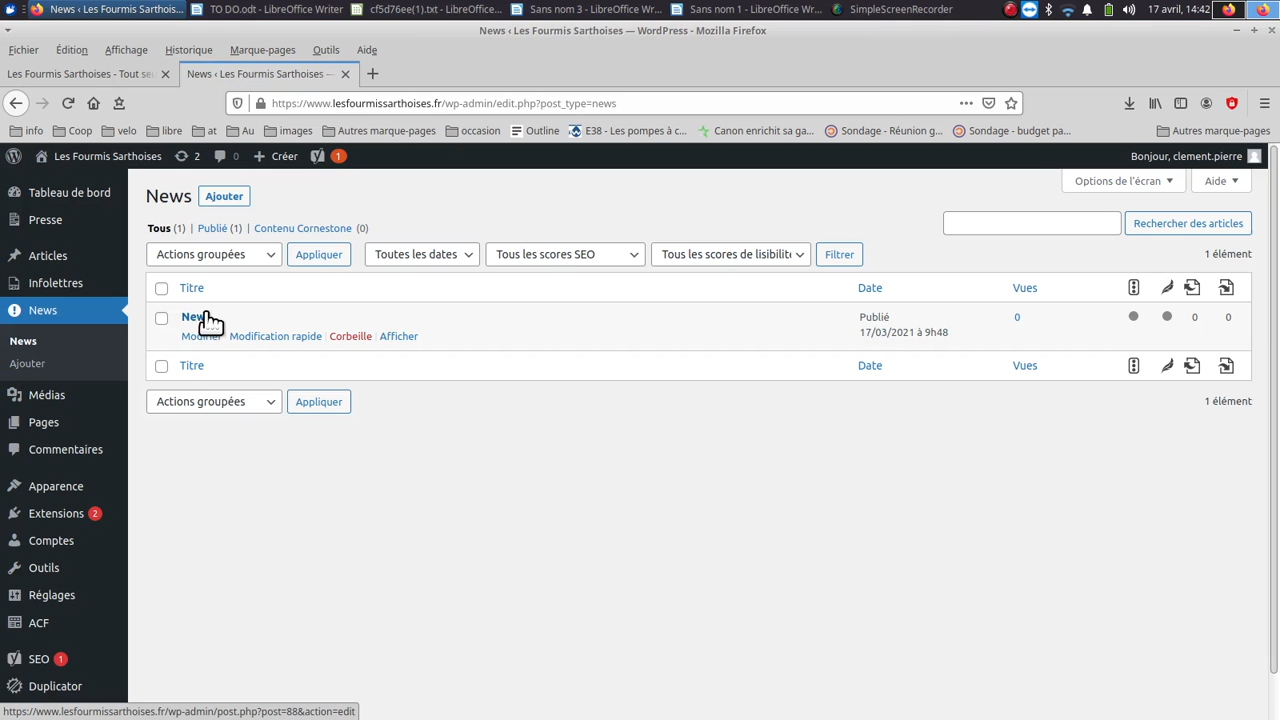 News ‹ Les Fourmis Sarthois...
TO DO.odt - LibreOffice Writer
cf5d76ee(1).txt - LibreOffice ...
Sans nom 3 - LibreOffice Wr...
Sans nom 1 - LibreOffice Wr...
SimpleScreenRecorder
17 avril, 14:42
News ‹ Les Fourmis Sarthoises — WordPress - Mozilla Firefox
Fichier Édition Affichage Historique Marque-pages Outils Aide
Les Fourmis Sarthoises - Tout se
News ‹ Les Fourmis Sarthoises —
https://www.lesfourmissarthoises.fr/wp-admin/edit.php?post_type=news
info Coop velo libre at Au images Autres marque-pages occasion Outline E38 - Les pompes à c... Canon enrichit sa ga... Sondage - Réunion g... Sondage - budget pa... Autres marque-pages
Les Fourmis Sarthoises 2 0 Créer 1 Bonjour, clement.pierre
Tableau de bord
Presse
Articles
Infolettres
News
News
Ajouter
Médias
Pages
Commentaires
Apparence
Extensions 2
Comptes
Outils
Réglages
ACF
SEO 1
Duplicator
News Ajouter
Options de l'écran Aide
Tous (1) | Publié (1) | Contenu Cornestone (0)
Rechercher des articles
Actions groupées Appliquer Toutes les dates Tous les scores SEO Tous les scores de lisibilité Filtrer 1 élément
Titre Date Vues
News Publié 0 0 0
17/03/2021 à 9h48
Modifier | Modification rapide | Corbeille | Afficher
Titre Date Vues
Actions groupées Appliquer 1 élément
https://www.lesfourmissarthoises.fr/wp-admin/post.php?post=88&action=edit